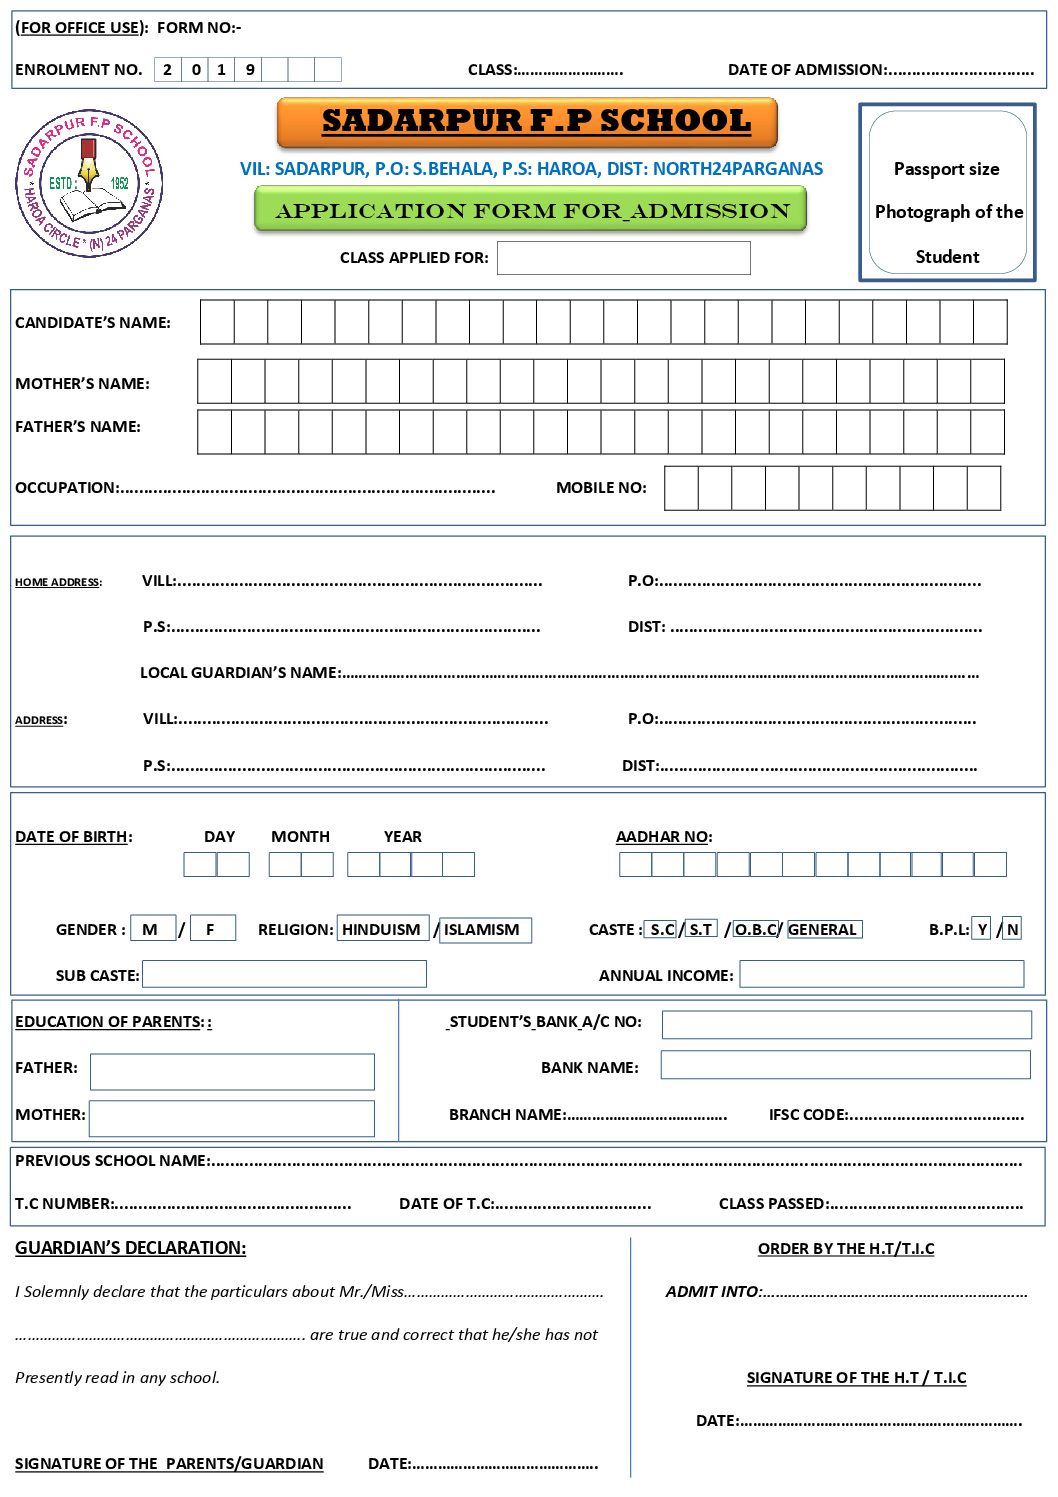 (FOR OFFICE USE): FORM NO:-
ENROLMENT NO. 2 0 1 9 CLASS:............................ DATE OF ADMISSION:...............................
SADARPUR F.P SCHOOL
SADARPUR F.P SCHOOL
* HAROA CIRCLE * (N) 24 PARGANAS *
ESTD : 1952
VIL: SADARPUR, P.O: S.BEHALA, P.S: HAROA, DIST: NORTH24PARGANAS
APPLICATION FORM FOR_ADMISSION
Passport size
Photograph of the
Student
CLASS APPLIED FOR:
CANDIDATE’S NAME:
MOTHER’S NAME:
FATHER’S NAME:
OCCUPATION:............................................................................... MOBILE NO:
HOME ADDRESS: VILL:............................................................................. P.O:....................................................................
P.S:.............................................................................. DIST: ..................................................................
LOCAL GUARDIAN’S NAME:.......................................................................................................................................
ADDRESS: VILL:.............................................................................. P.O:...................................................................
P.S:............................................................................... DIST:...................................................................
DATE OF BIRTH: DAY MONTH YEAR AADHAR NO:
GENDER : M / F RELIGION: HINDUISM / ISLAMISM CASTE : S.C / S.T / O.B.C / GENERAL B.P.L: Y / N
SUB CASTE: ANNUAL INCOME:
EDUCATION OF PARENTS: : _STUDENT’S_BANK_A/C NO:
FATHER: BANK NAME:
MOTHER: BRANCH NAME:.................................. IFSC CODE:.....................................
PREVIOUS SCHOOL NAME:...........................................................................................................................................................................
T.C NUMBER:.................................................. DATE OF T.C:................................. CLASS PASSED:.........................................
GUARDIAN’S DECLARATION: ORDER BY THE H.T/T.I.C
I Solemnly declare that the particulars about Mr./Miss............................................ ADMIT INTO:........................................................
............................................................... are true and correct that he/she has not
Presently read in any school. SIGNATURE OF THE H.T / T.I.C
DATE:............................................................
SIGNATURE OF THE PARENTS/GUARDIAN DATE:........................................